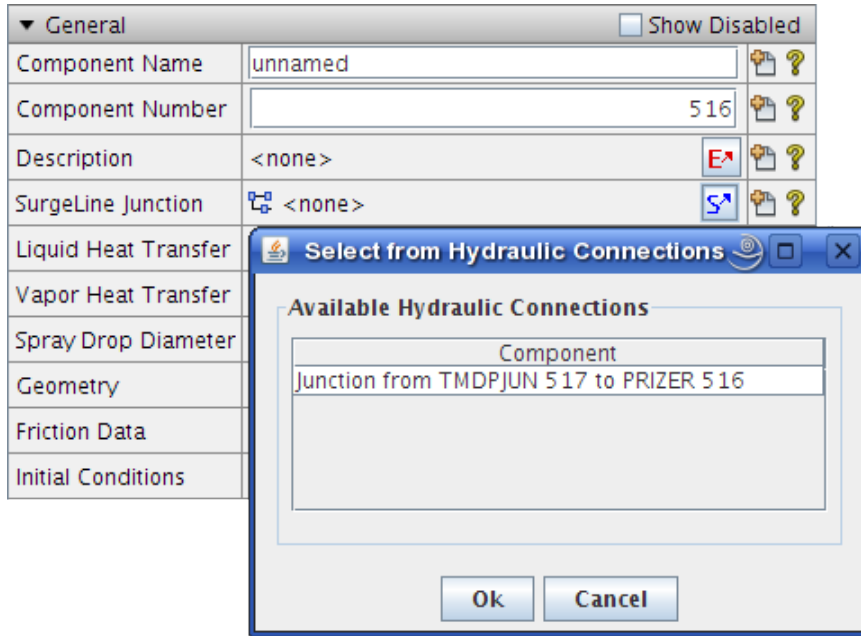 General Show Disabled
Component Name unnamed
Component Number 516
Description <none> E
SurgeLine Junction <none> S
Liquid Heat Transfer
Vapor Heat Transfer
Spray Drop Diameter
Geometry
Friction Data
Initial Conditions
Select from Hydraulic Connections
Available Hydraulic Connections
Component
Junction from TMDPJUN 517 to PRIZER 516
Ok Cancel